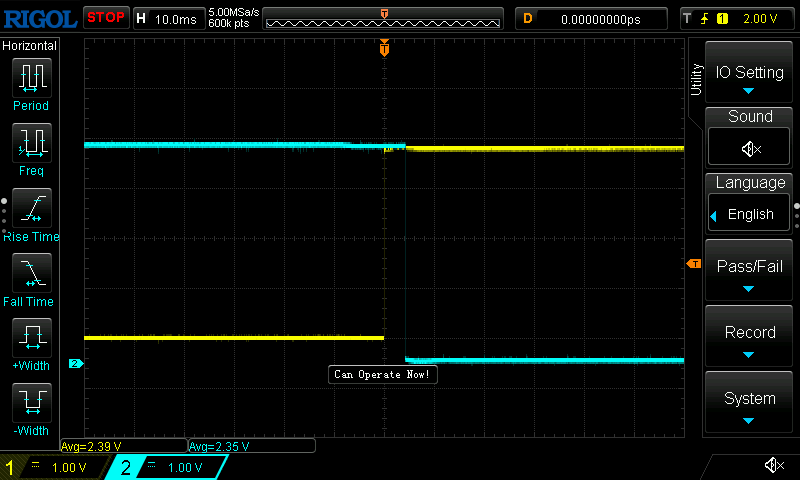 RIGOL STOP H 10.0ms 5.00MSa/s 600k pts T D 0.00000000ps T 1 2.00 V
Horizontal
Period
Freq
Rise Time
Fall Time
+Width
-Width
T
T
2
Can Operate Now!
Utility
IO Setting
Sound
Language
English
Pass/Fail
Record
System
Avg=2.39 V Avg=2.35 V
1 1.00 V 2 1.00 V